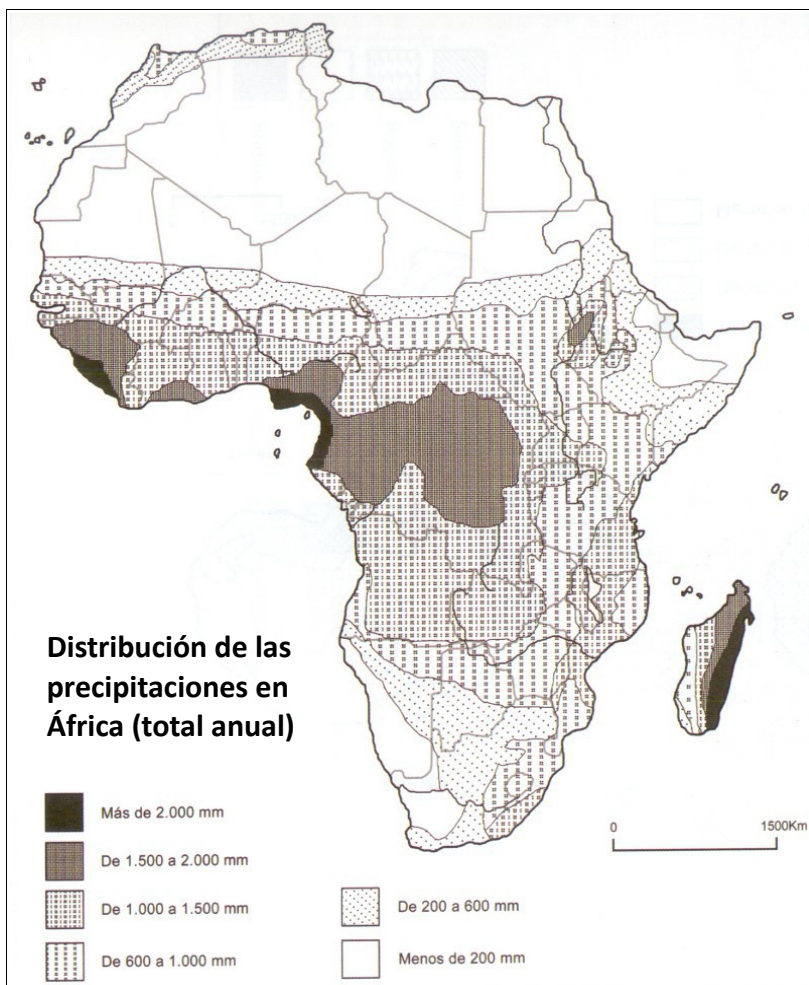 Distribución de las
precipitaciones en
África (total anual)
Más de 2.000 mm
De 1.500 a 2.000 mm
De 1.000 a 1.500 mm
De 600 a 1.000 mm
De 200 a 600 mm
Menos de 200 mm
0 1500Km